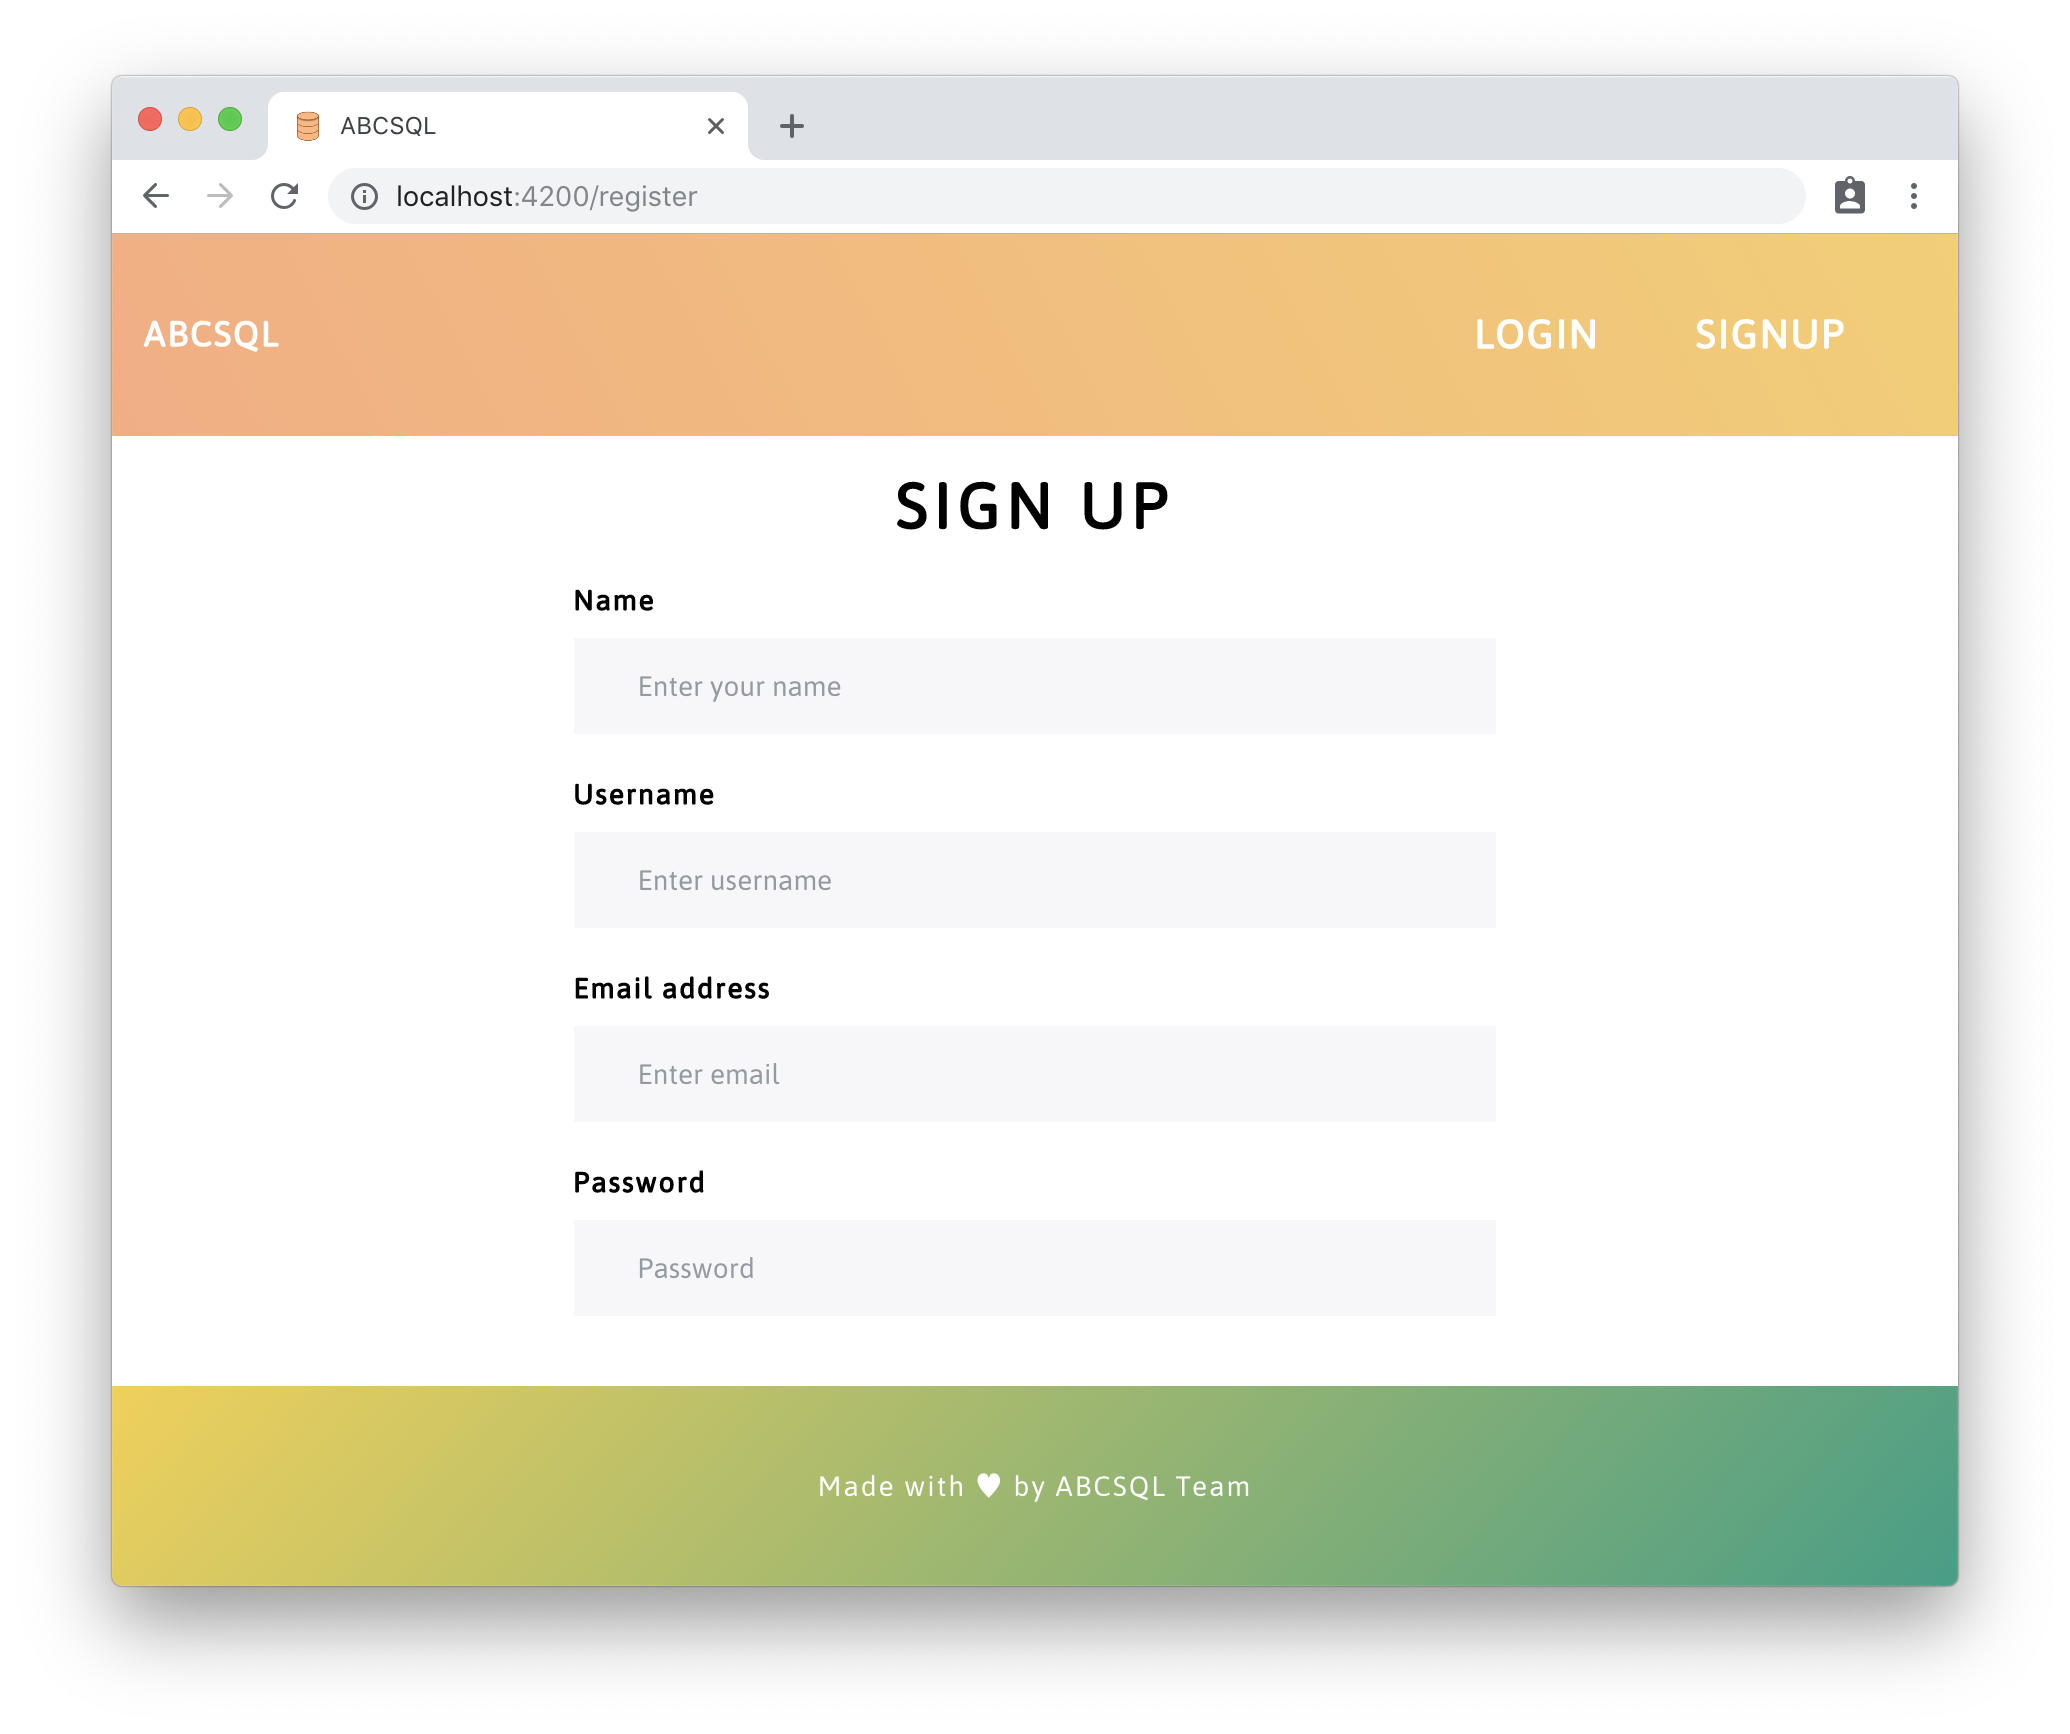 ABCSQL
localhost:4200/register
ABCSQL LOGIN SIGNUP
SIGN UP
Name
Enter your name
Username
Enter username
Email address
Enter email
Password
Password
Made with ♥ by ABCSQL Team